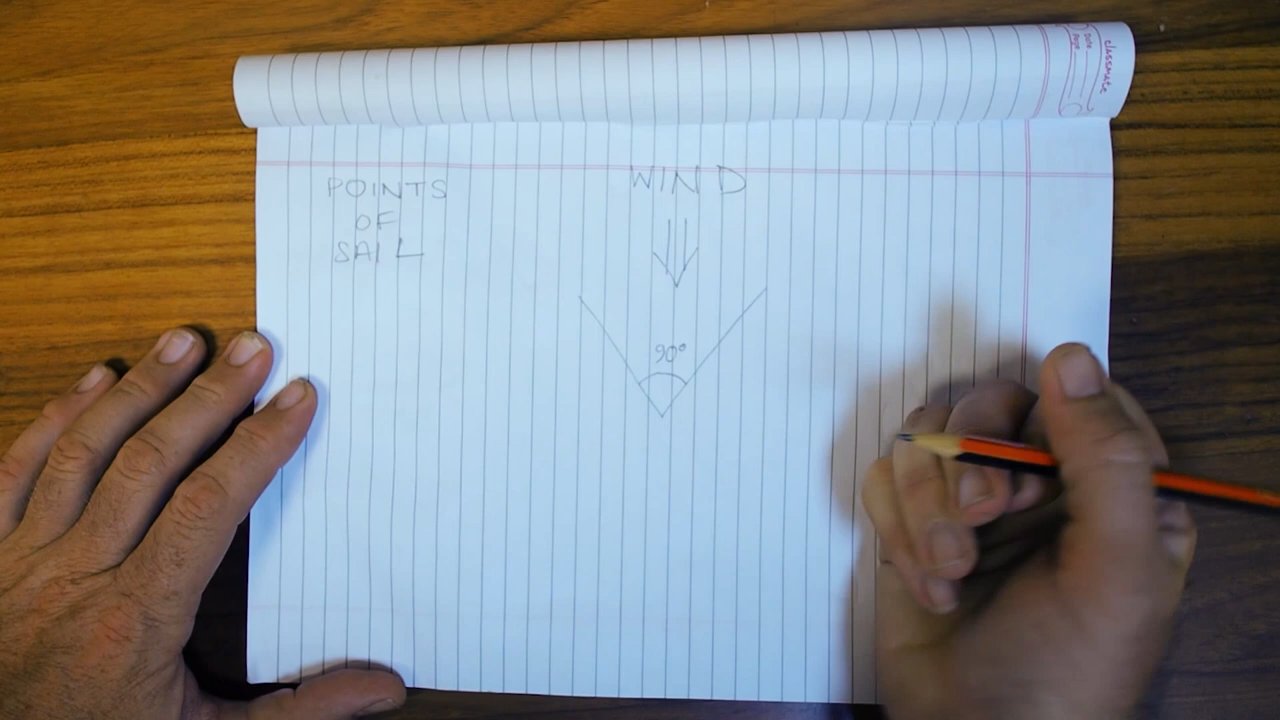 classmate
Date
Page
POINTS
OF
SAIL
WIND
90°